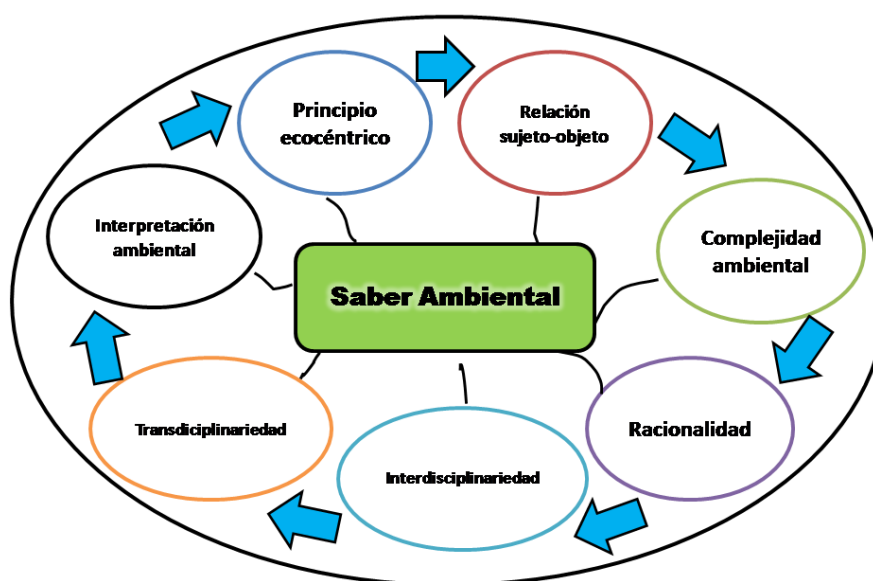 Principio
ecocéntrico
Relación
sujeto-objeto
Interpretación
ambiental
Complejidad
ambiental
Saber Ambiental
Transdiciplinariedad
Racionalidad
Interdisciplinariedad